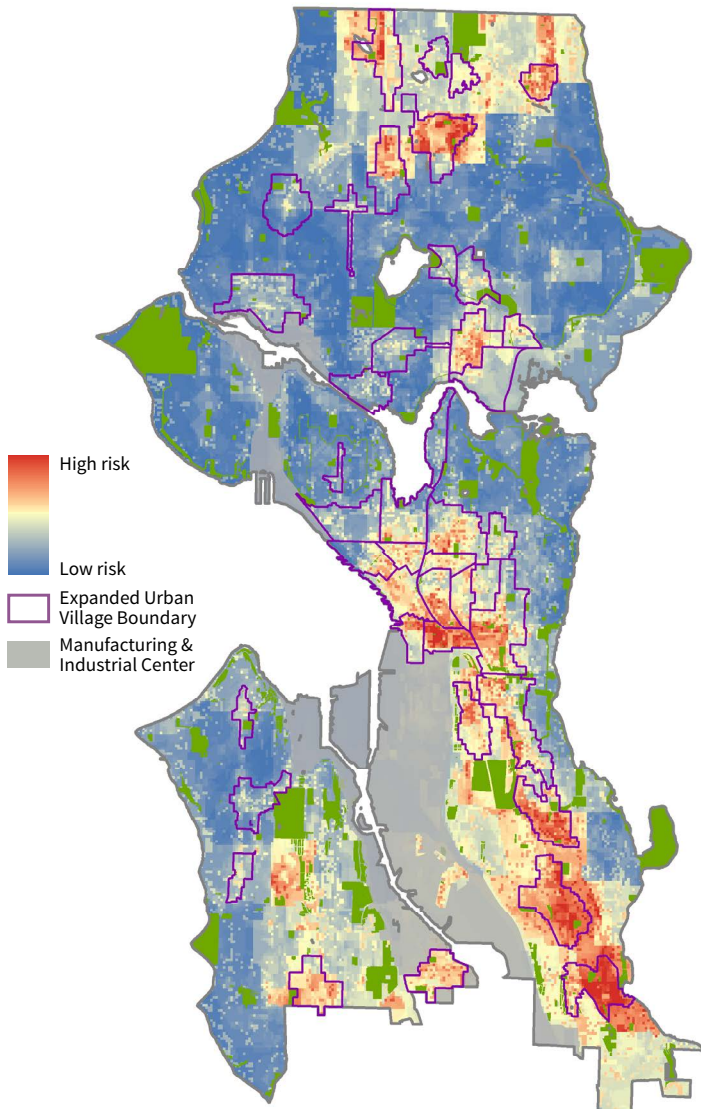 High risk
Low risk
Expanded Urban
Village Boundary
Manufacturing &
Industrial Center